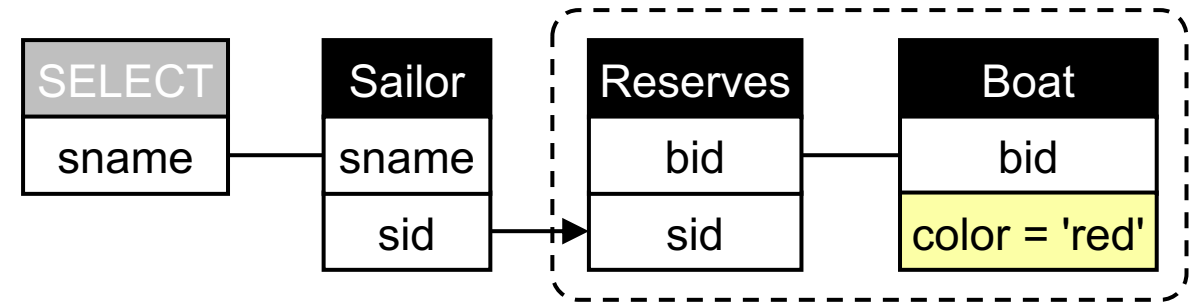 SELECT
sname
Sailor
sname
sid
Reserves
bid
sid
Boat
bid
color = 'red'